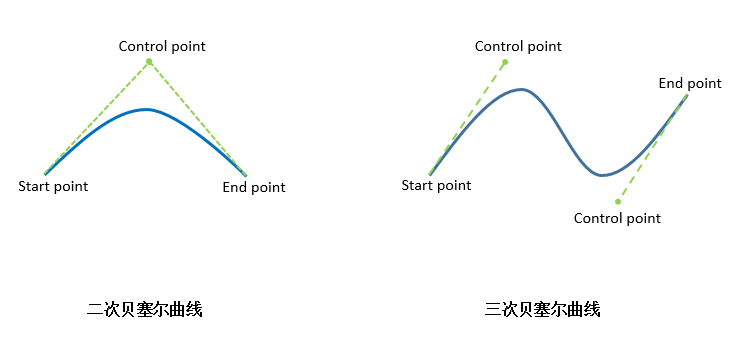 Control point
Start point
End point
二次贝塞尔曲线
Control point
End point
Start point
Control point
三次贝塞尔曲线